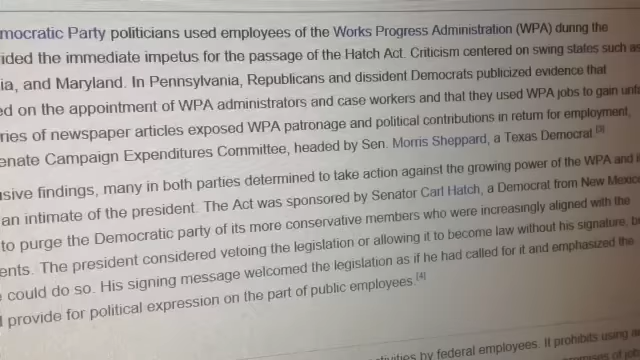 mocratic Party politicians used employees of the Works Progress Administration (WPA) during the
ided the immediate impetus for the passage of the Hatch Act. Criticism centered on swing states such as
ia, and Maryland. In Pennsylvania, Republicans and dissident Democrats publicized evidence that
ed on the appointment of WPA administrators and case workers and that they used WPA jobs to gain unfa
ries of newspaper articles exposed WPA patronage and political contributions in return for employment,
enate Campaign Expenditures Committee, headed by Sen. Morris Sheppard, a Texas Democrat.[3]
sive findings, many in both parties determined to take action against the growing power of the WPA and i
an intimate of the president. The Act was sponsored by Senator Carl Hatch, a Democrat from New Mexico
to purge the Democratic party of its more conservative members who were increasingly aligned with the
ents. The president considered vetoing the legislation or allowing it to become law without his signature, b
could do so. His signing message welcomed the legislation as if he had called for it and emphasized the
l provide for political expression on the part of public employees.[4]
by federal employees. It prohibits using a